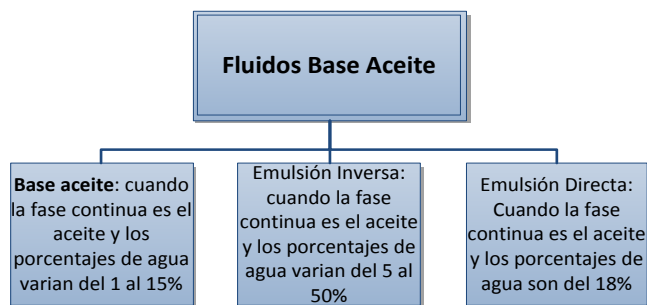 Fluidos Base Aceite
Base aceite: cuando
la fase continua es el
aceite y los
porcentajes de agua
varian del 1 al 15%
Emulsión Inversa:
cuando la fase
continua es el aceite
y los porcentajes de
agua varian del 5 al
50%
Emulsión Directa:
Cuando la fase
continua es el aceite
y los porcentajes de
agua son del 18%